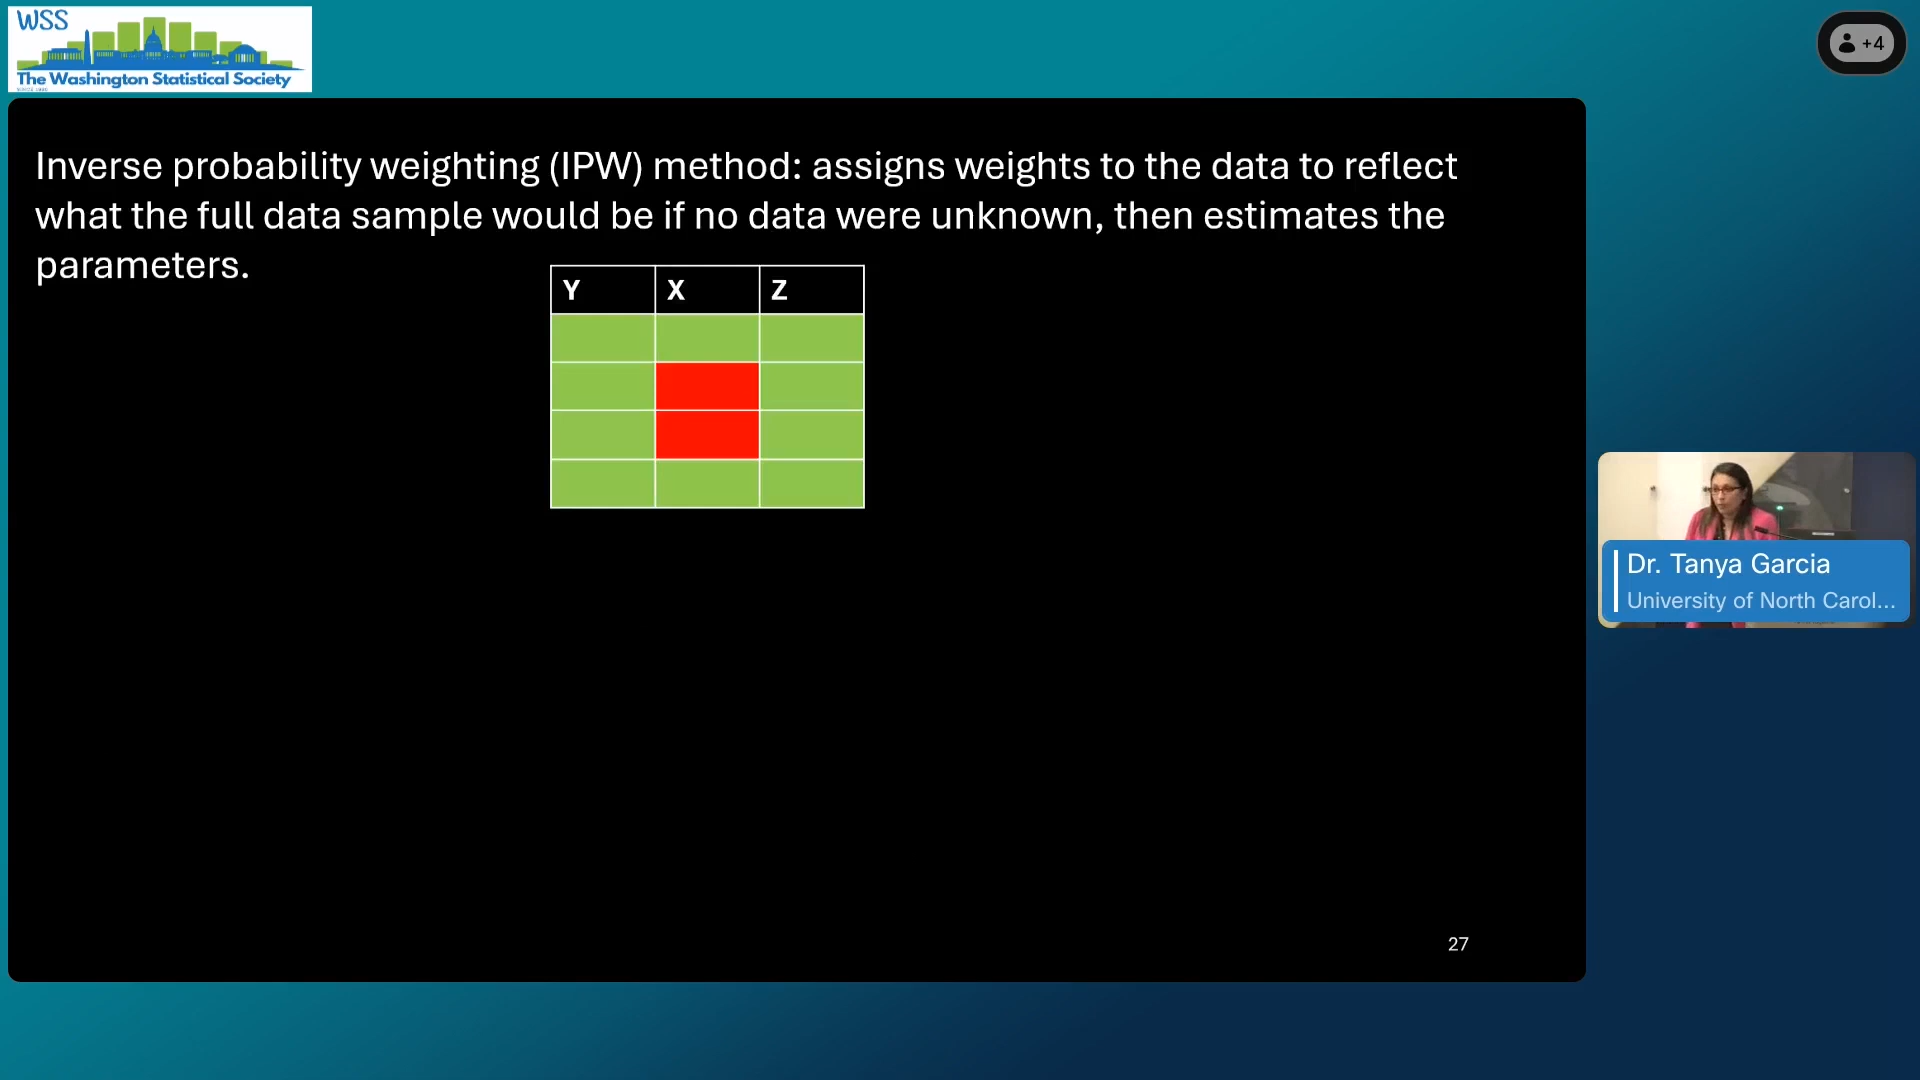 WSS
The Washington Statistical Society
+4
Inverse probability weighting (IPW) method: assigns weights to the data to reflect
what the full data sample would be if no data were unknown, then estimates the
parameters.
Y X Z
Dr. Tanya Garcia
University of North Carol...
27